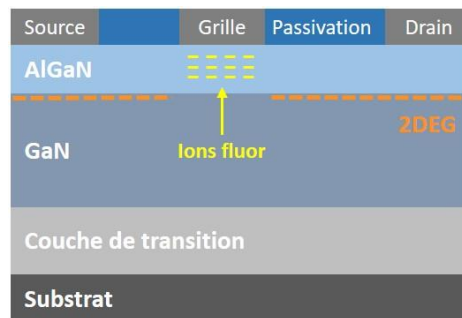 Source Grille Passivation Drain
AlGaN
2DEG
GaN
Ions fluor
Couche de transition
Substrat